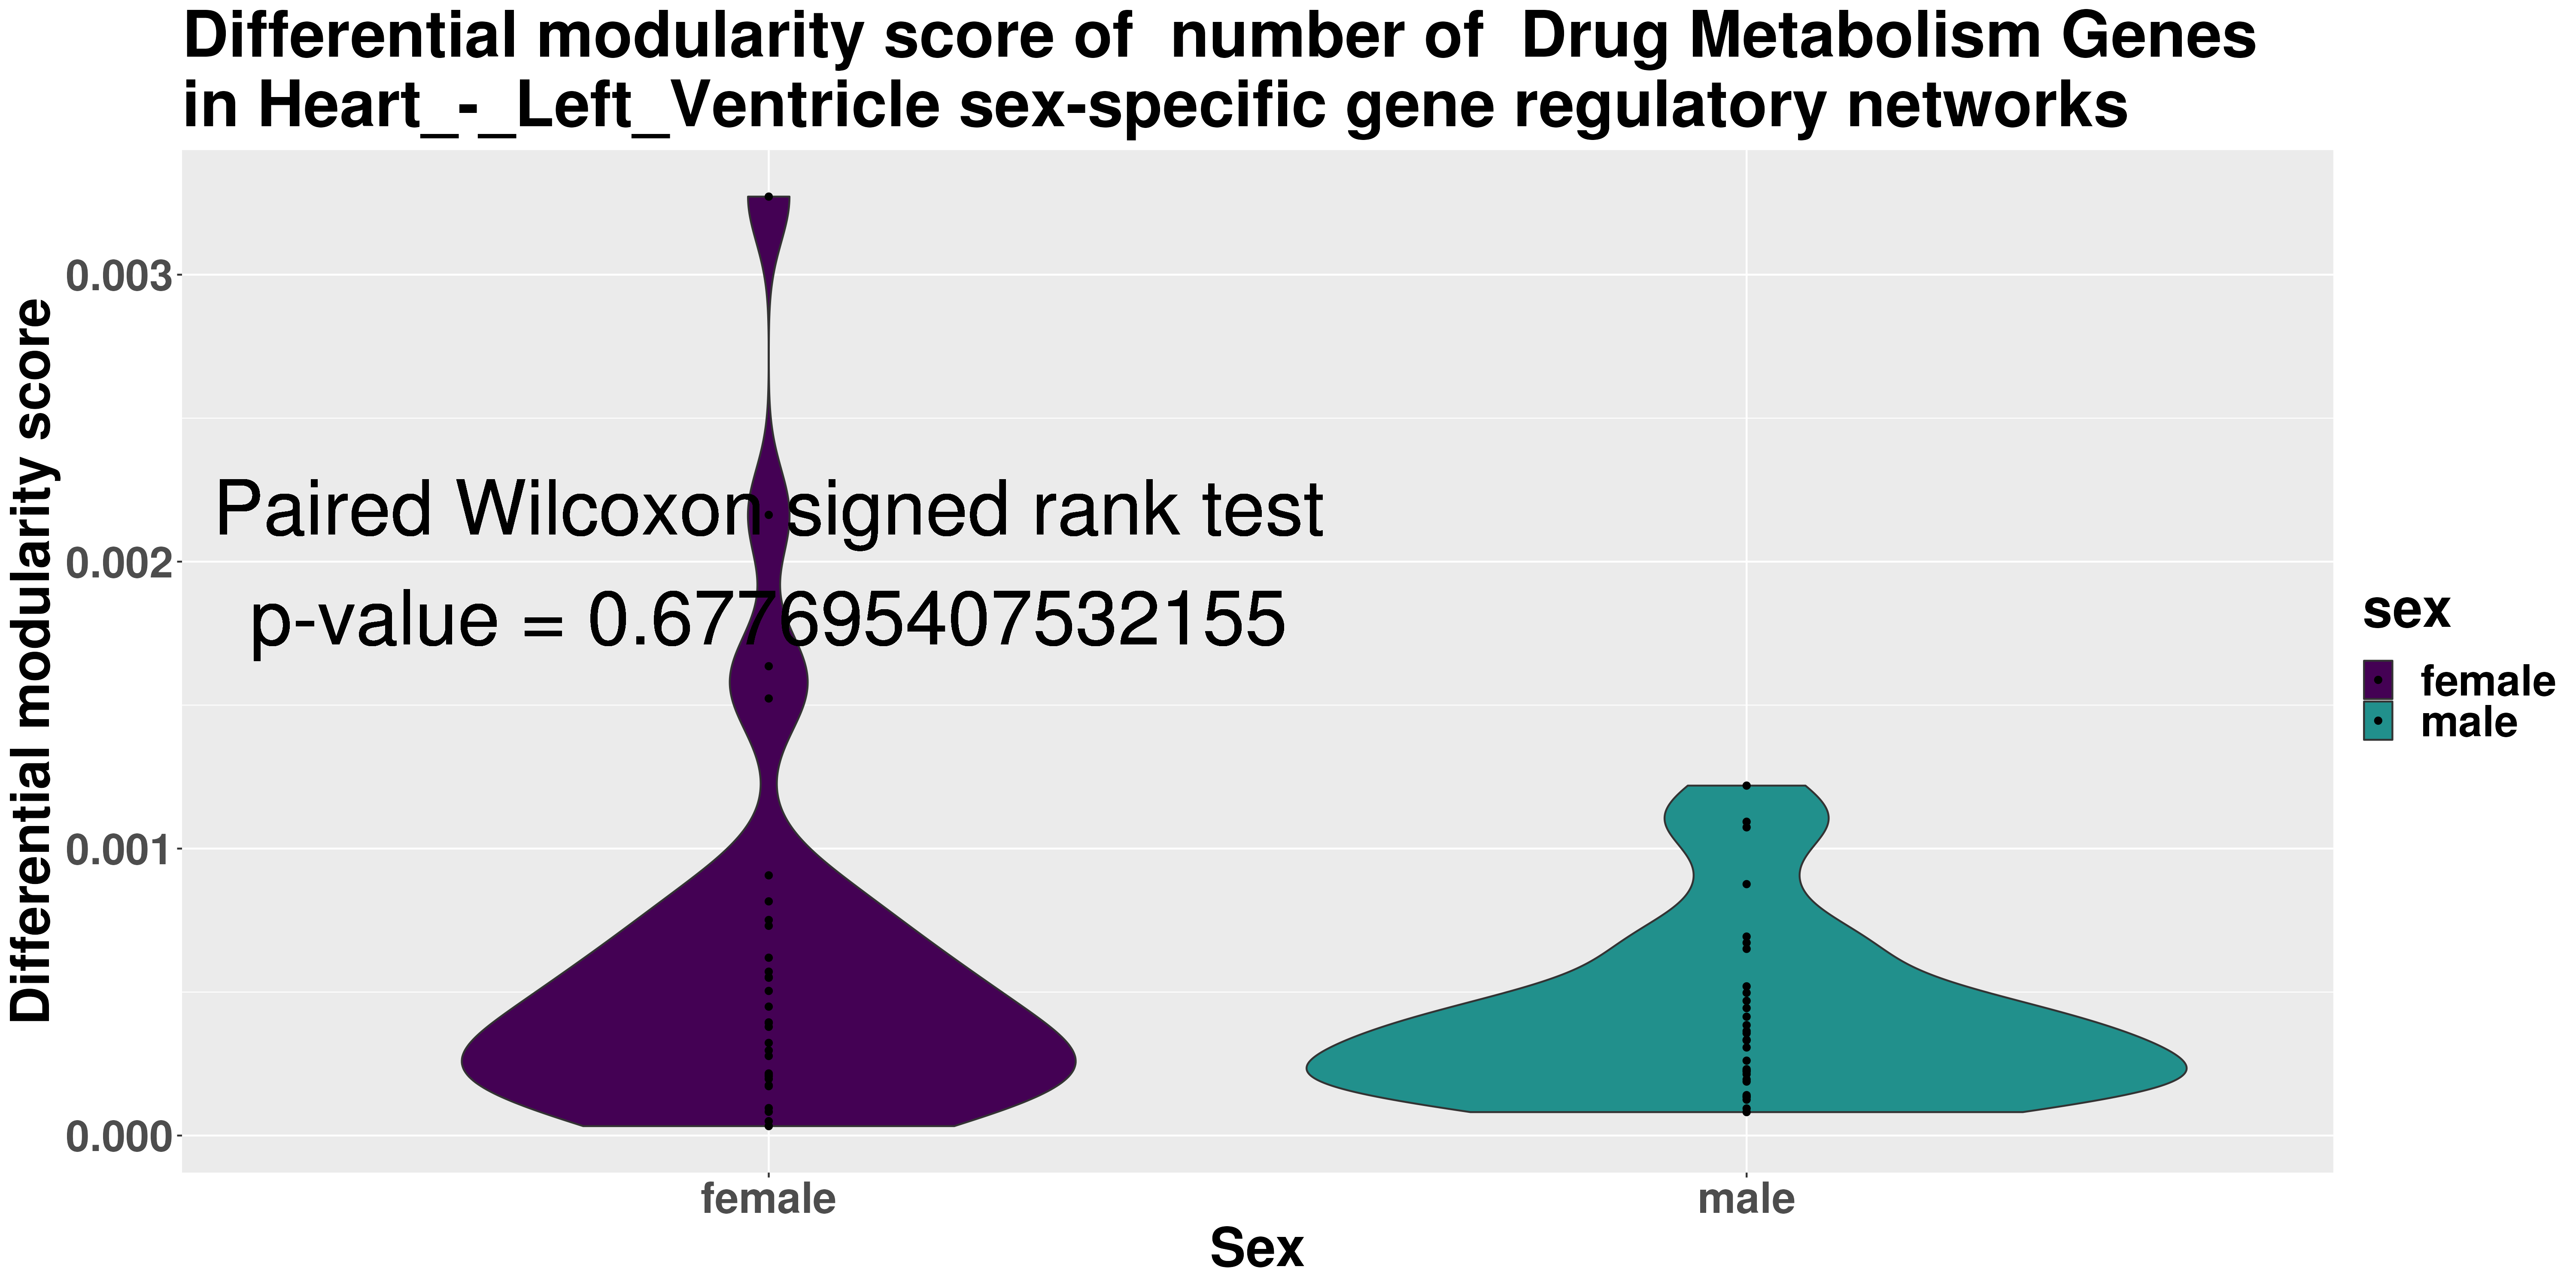 Differential modularity score of  number of  Drug Metabolism Genes
in Heart_-_Left_Ventricle sex-specific gene regulatory networks
Differential modularity score
0.003
0.002
0.001
0.000
Paired Wilcoxon signed rank test
p-value = 0.677695407532155
female
male
Sex
sex
female
male